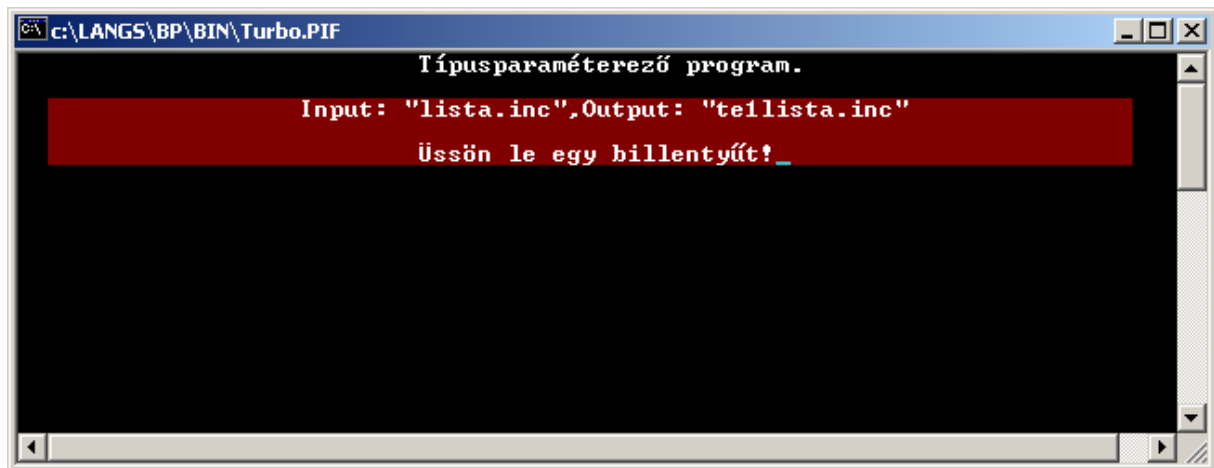 c:\LANGS\BP\BIN\Turbo.PIF
Típusparaméterező program.
Input: "lista.inc",Output: "te1lista.inc"
Üssön le egy billentyűt!_